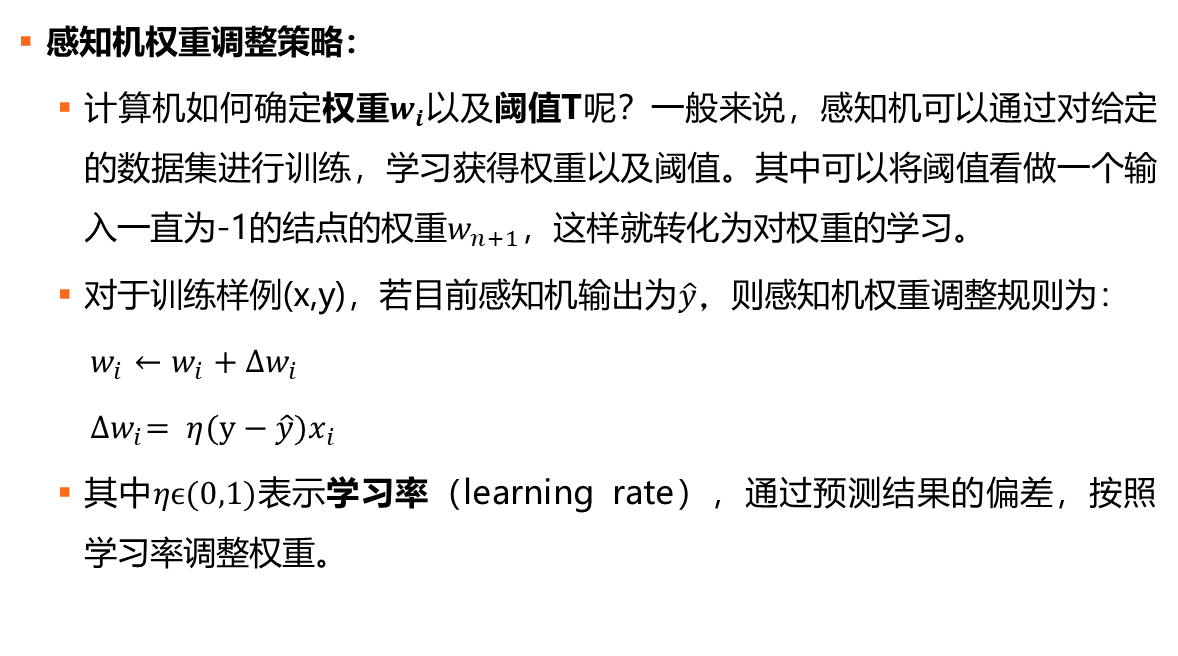 ▪ 感知机权重调整策略：
▪ 计算机如何确定权重wᵢ以及阈值T呢？一般来说，感知机可以通过对给定
的数据集进行训练，学习获得权重以及阈值。其中可以将阈值看做一个输
入一直为-1的结点的权重wₙ₊₁，这样就转化为对权重的学习。
▪ 对于训练样例(x,y)，若目前感知机输出为ŷ，则感知机权重调整规则为：
wᵢ ← wᵢ + Δwᵢ
Δwᵢ = η(y − ŷ)xᵢ
▪ 其中ηϵ(0,1)表示学习率（learning rate），通过预测结果的偏差，按照
学习率调整权重。